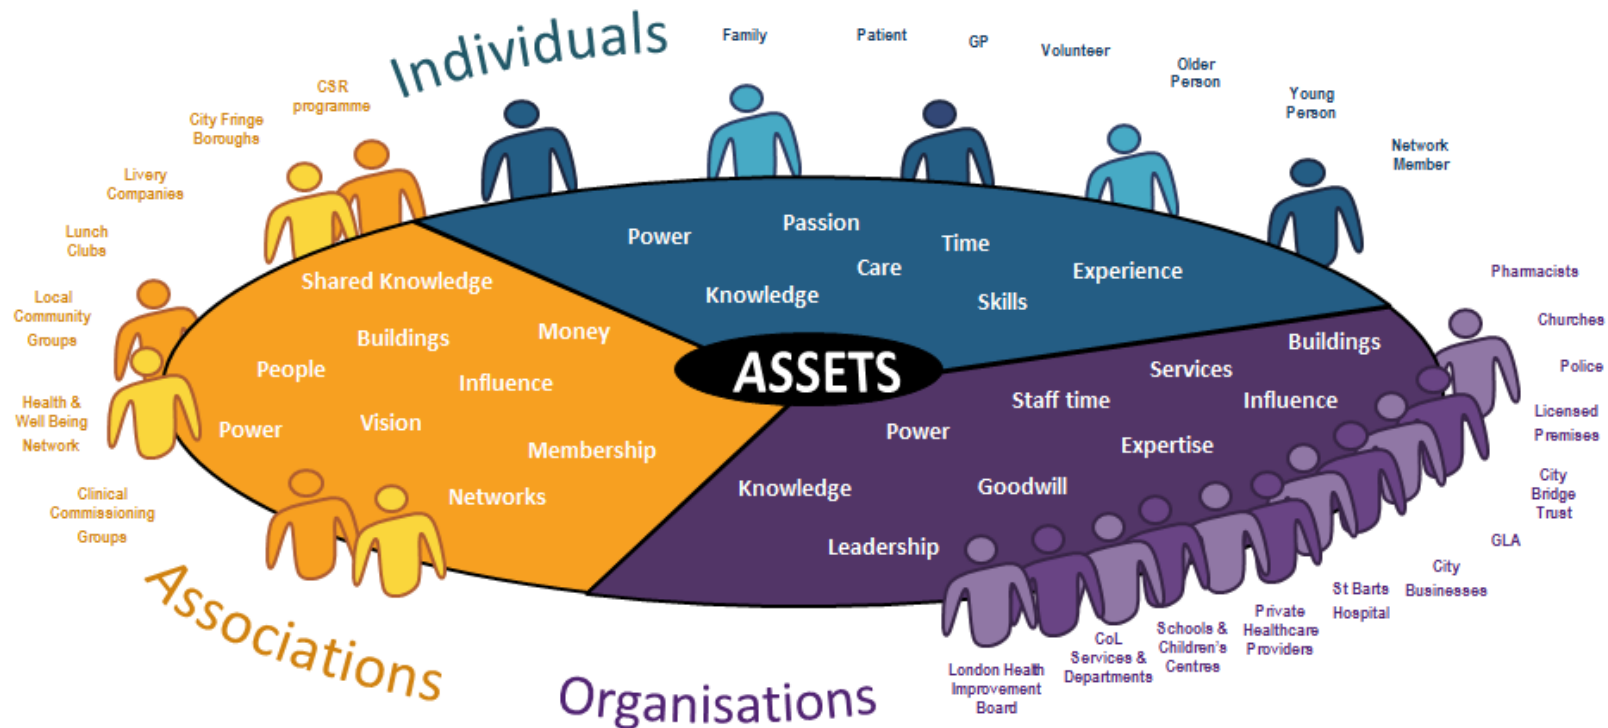 Individuals
Family
Patient
GP
Volunteer
Older
Person
Young
Person
Network
Member
CSR
programme
City Fringe
Boroughs
Livery
Companies
Lunch
Clubs
Local
Community
Groups
Health &
Well Being
Network
Clinical
Commissioning
Groups
Associations
Power
Passion
Time
Care
Experience
Knowledge
Skills
Shared Knowledge
Buildings
Money
People
Influence
Power
Vision
Membership
Networks
ASSETS
Buildings
Services
Staff time
Influence
Power
Expertise
Knowledge
Goodwill
Leadership
Pharmacists
Churches
Police
Licensed
Premises
City
Bridge
Trust
GLA
City
Businesses
St Barts
Hospital
Private
Healthcare
Providers
Schools &
Children's
Centres
CoL
Services &
Departments
London Health
Improvement
Board
Organisations